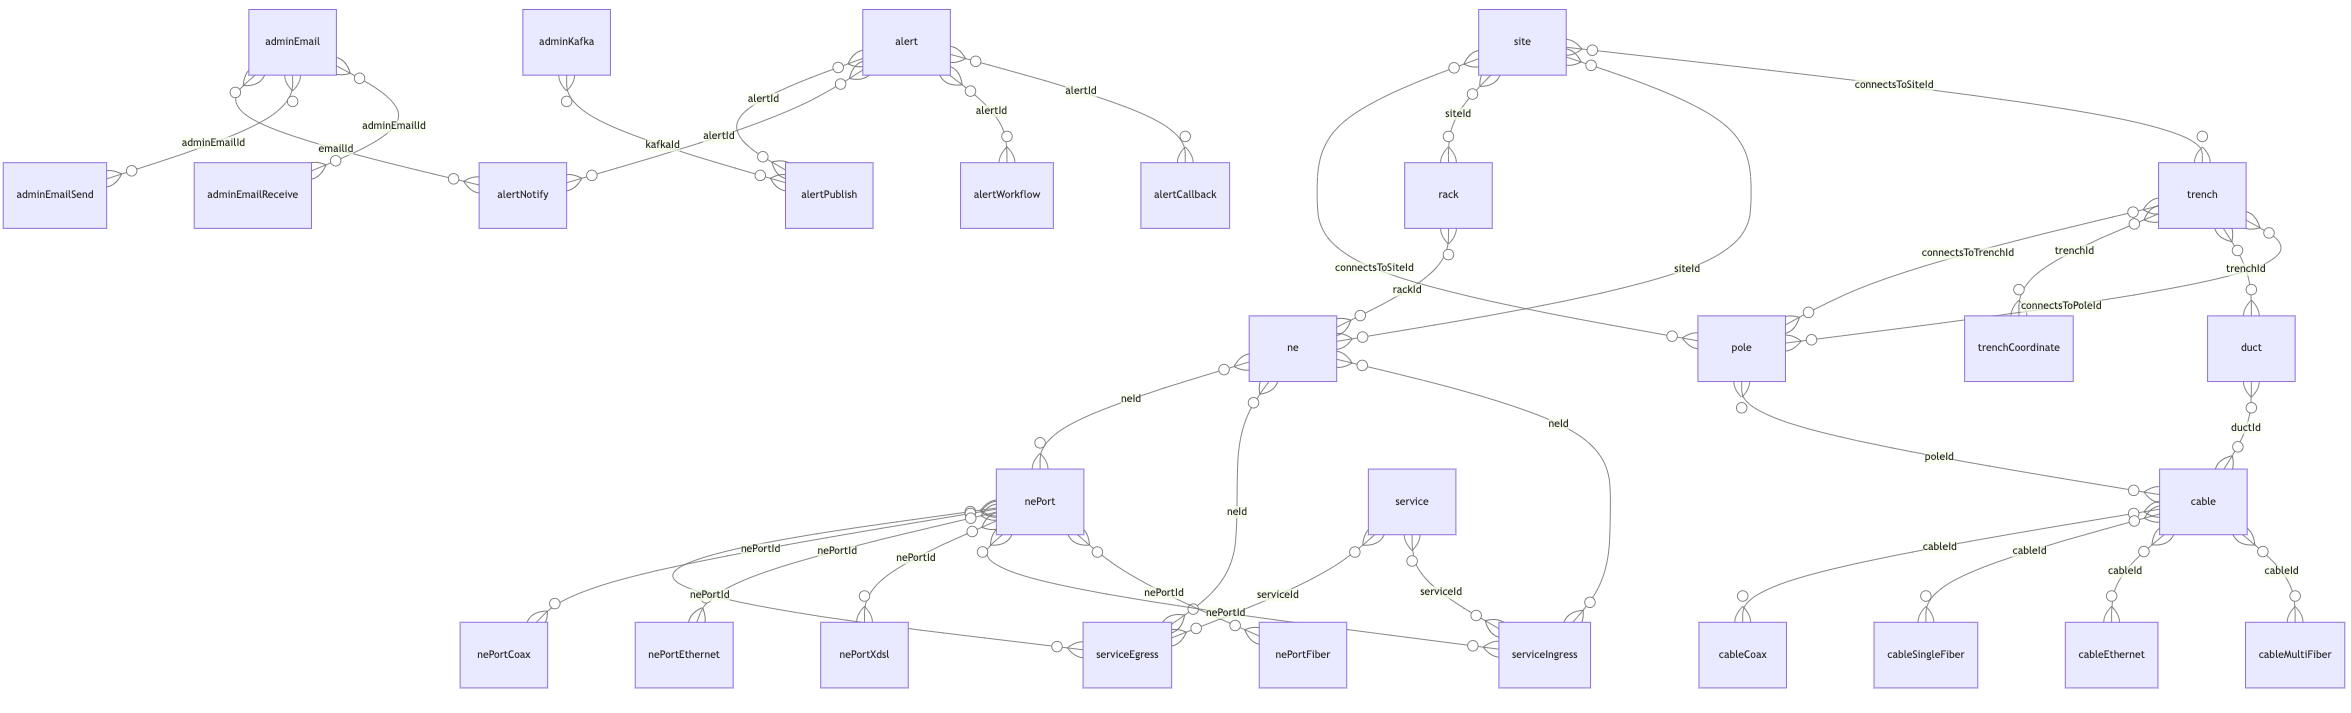 adminEmail
adminKafka
alert
site
connectsToSiteId
alertId
alertId
alertId
siteId
adminEmailId
alertId
adminEmailId
kafkaId
emailId
adminEmailSend
adminEmailReceive
alertNotify
alertPublish
alertWorkflow
alertCallback
rack
trench
connectsToTrenchId
trenchId
connectsToSiteId
siteId
trenchId
rackId
connectsToPoleId
ne
pole
trenchCoordinate
duct
neId
neId
ductId
poleId
nePort
service
cable
neId
nePortId
nePortId
nePortId
cableId
cableId
cableId
cableId
nePortId
nePortId
serviceId
serviceId
nePortId
nePortCoax
nePortEthernet
nePortXdsl
serviceEgress
nePortFiber
serviceIngress
cableCoax
cableSingleFiber
cableEthernet
cableMultiFiber